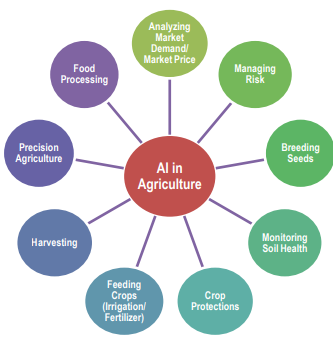 Analyzing
Market
Demand/
Market Price
Managing
Risk
Breeding
Seeds
Monitoring
Soil Health
Crop
Protections
Feeding
Crops
(Irrigation/
Fertilizer)
Harvesting
Precision
Agriculture
Food
Processing
AI in
Agriculture